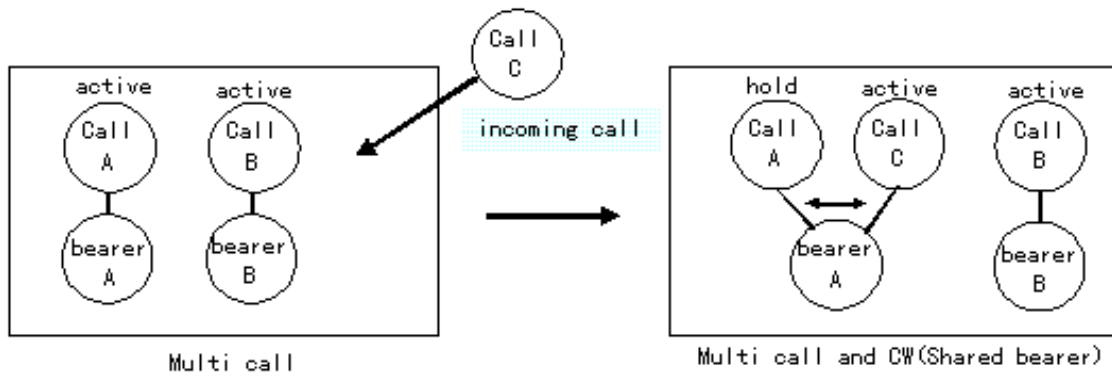 Call
C
incoming call
active
active
Call
A
Call
B
bearer
A
bearer
B
Multi call
hold
active
active
Call
A
Call
C
Call
B
bearer
A
bearer
B
Multi call and CW(Shared bearer)